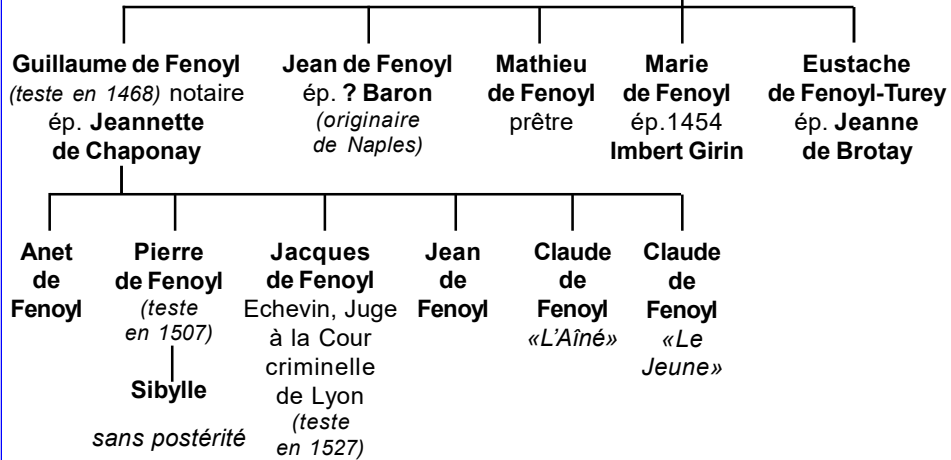 Guillaume de Fenoyl
(teste en 1468) notaire
ép. Jeannette
de Chaponay
Jean de Fenoyl
ép. ? Baron
(originaire
de Naples)
Mathieu
de Fenoyl
prêtre
Marie
de Fenoyl
ép.1454
Imbert Girin
Eustache
de Fenoyl-Turey
ép. Jeanne
de Brotay
Anet
de
Fenoyl
Pierre
de Fenoyl
(teste
en 1507)
Sibylle
sans postérité
Jacques
de Fenoyl
Echevin, Juge
à la Cour
criminelle
de Lyon
(teste
en 1527)
Jean
de
Fenoyl
Claude
de
Fenoyl
«L'Aîné»
Claude
de
Fenoyl
«Le
Jeune»